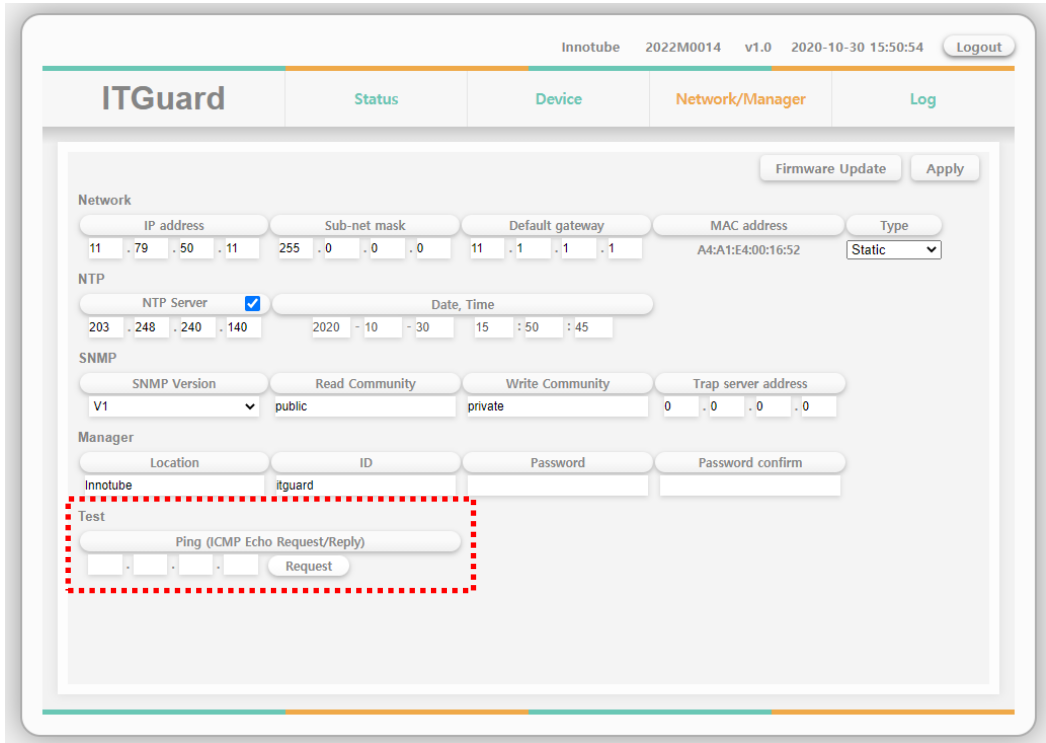 Innotube 2022M0014 v1.0 2020-10-30 15:50:54 Logout
ITGuard Status Device Network/Manager Log
Firmware Update Apply
Network
IP address Sub-net mask Default gateway MAC address Type
11 . 79 . 50 . 11 255 . 0 . 0 . 0 11 . 1 . 1 . 1 A4:A1:E4:00:16:52 Static
NTP
NTP Server Date, Time
203 . 248 . 240 . 140 2020 - 10 - 30 15 : 50 : 45
SNMP
SNMP Version Read Community Write Community Trap server address
V1 public private 0 . 0 . 0 . 0
Manager
Location ID Password Password confirm
Innotube itguard
Test
Ping (ICMP Echo Request/Reply)
. . . Request